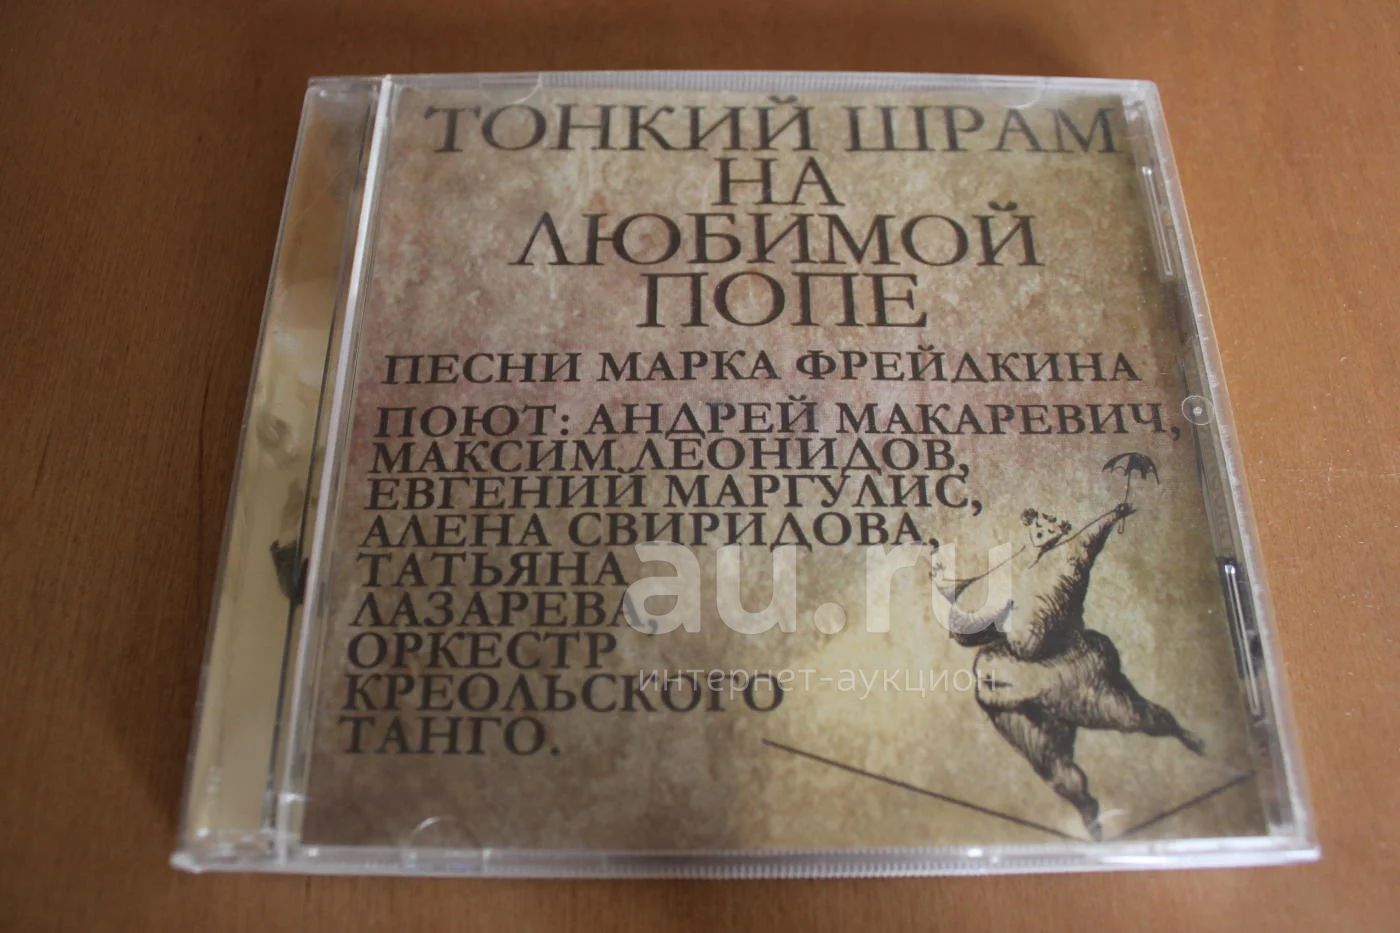 ТОНКИЙ ШРАМ
НА
ЛЮБИМОЙ
ПОПЕ
ПЕСНИ МАРКА ФРЕЙДКИНА
ПОЮТ: АНДРЕЙ МАКАРЕВИЧ,
МАКСИМ ЛЕОНИДОВ,
ЕВГЕНИЙ МАРГУЛИС,
АЛЕНА СВИРИДОВА,
ТАТЬЯНА
ЛАЗАРЕВА,
ОРКЕСТР
КРЕОЛЬСКОГО
ТАНГО.
au.ru
интернет-аукцион